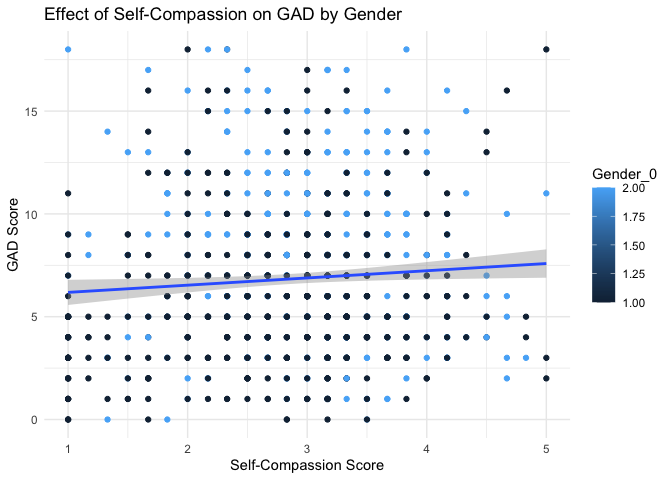 Effect of Self-Compassion on GAD by Gender
GAD Score
15
10
5
0
1 2 3 4 5
Self-Compassion Score
Gender_0
2.00
1.75
1.50
1.25
1.00